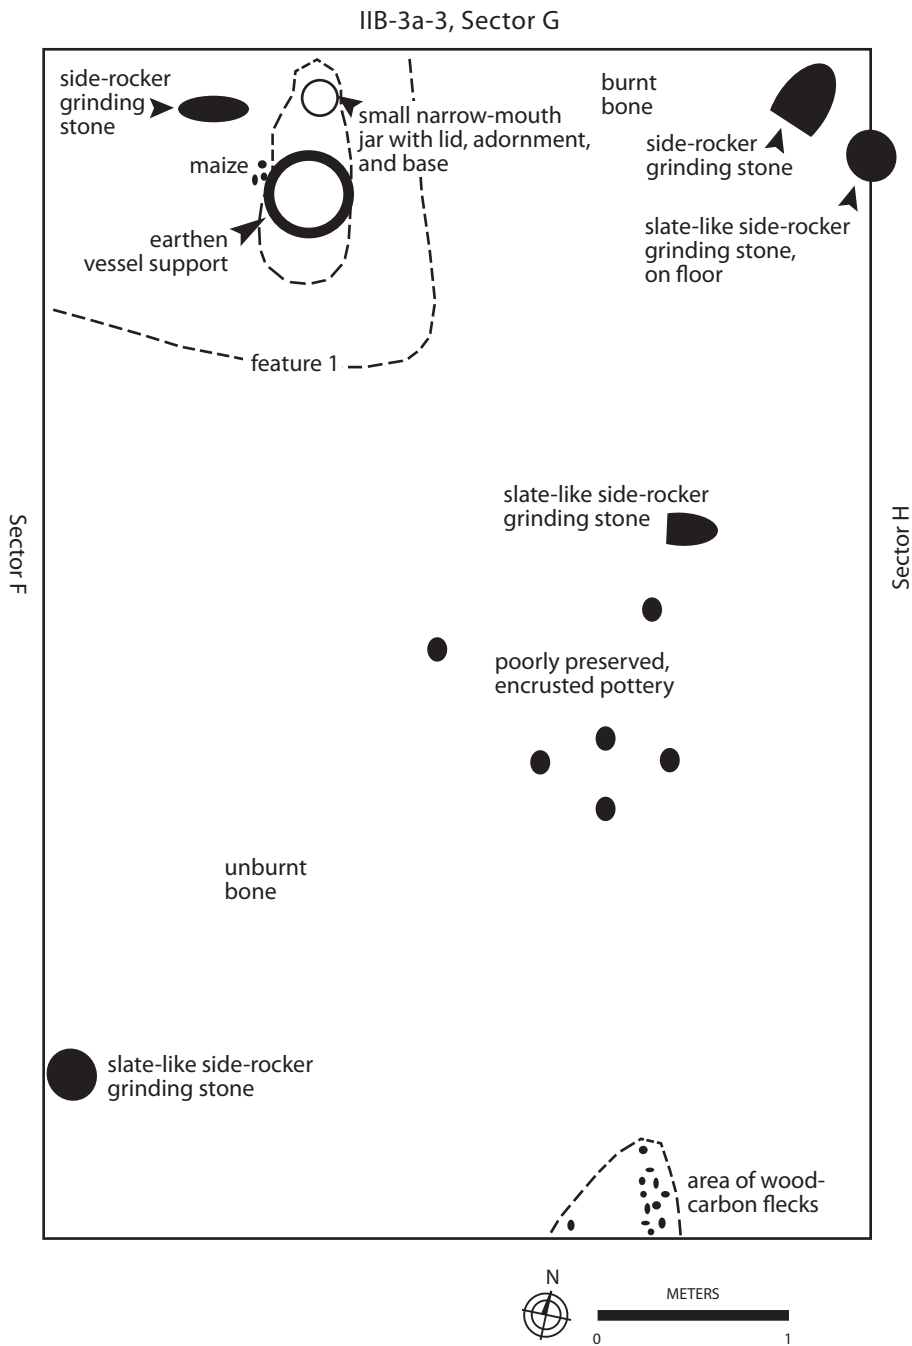 IIB-3a-3, Sector G
side-rocker
grinding
stone
small narrow-mouth
jar with lid, adornment,
and base
maize
earthen
vessel support
feature 1
burnt
bone
side-rocker
grinding stone
slate-like side-rocker
grinding stone,
on floor
Sector F
Sector H
slate-like side-rocker
grinding stone
poorly preserved,
encrusted pottery
unburnt
bone
slate-like side-rocker
grinding stone
area of wood-
carbon flecks
N
METERS
0 1